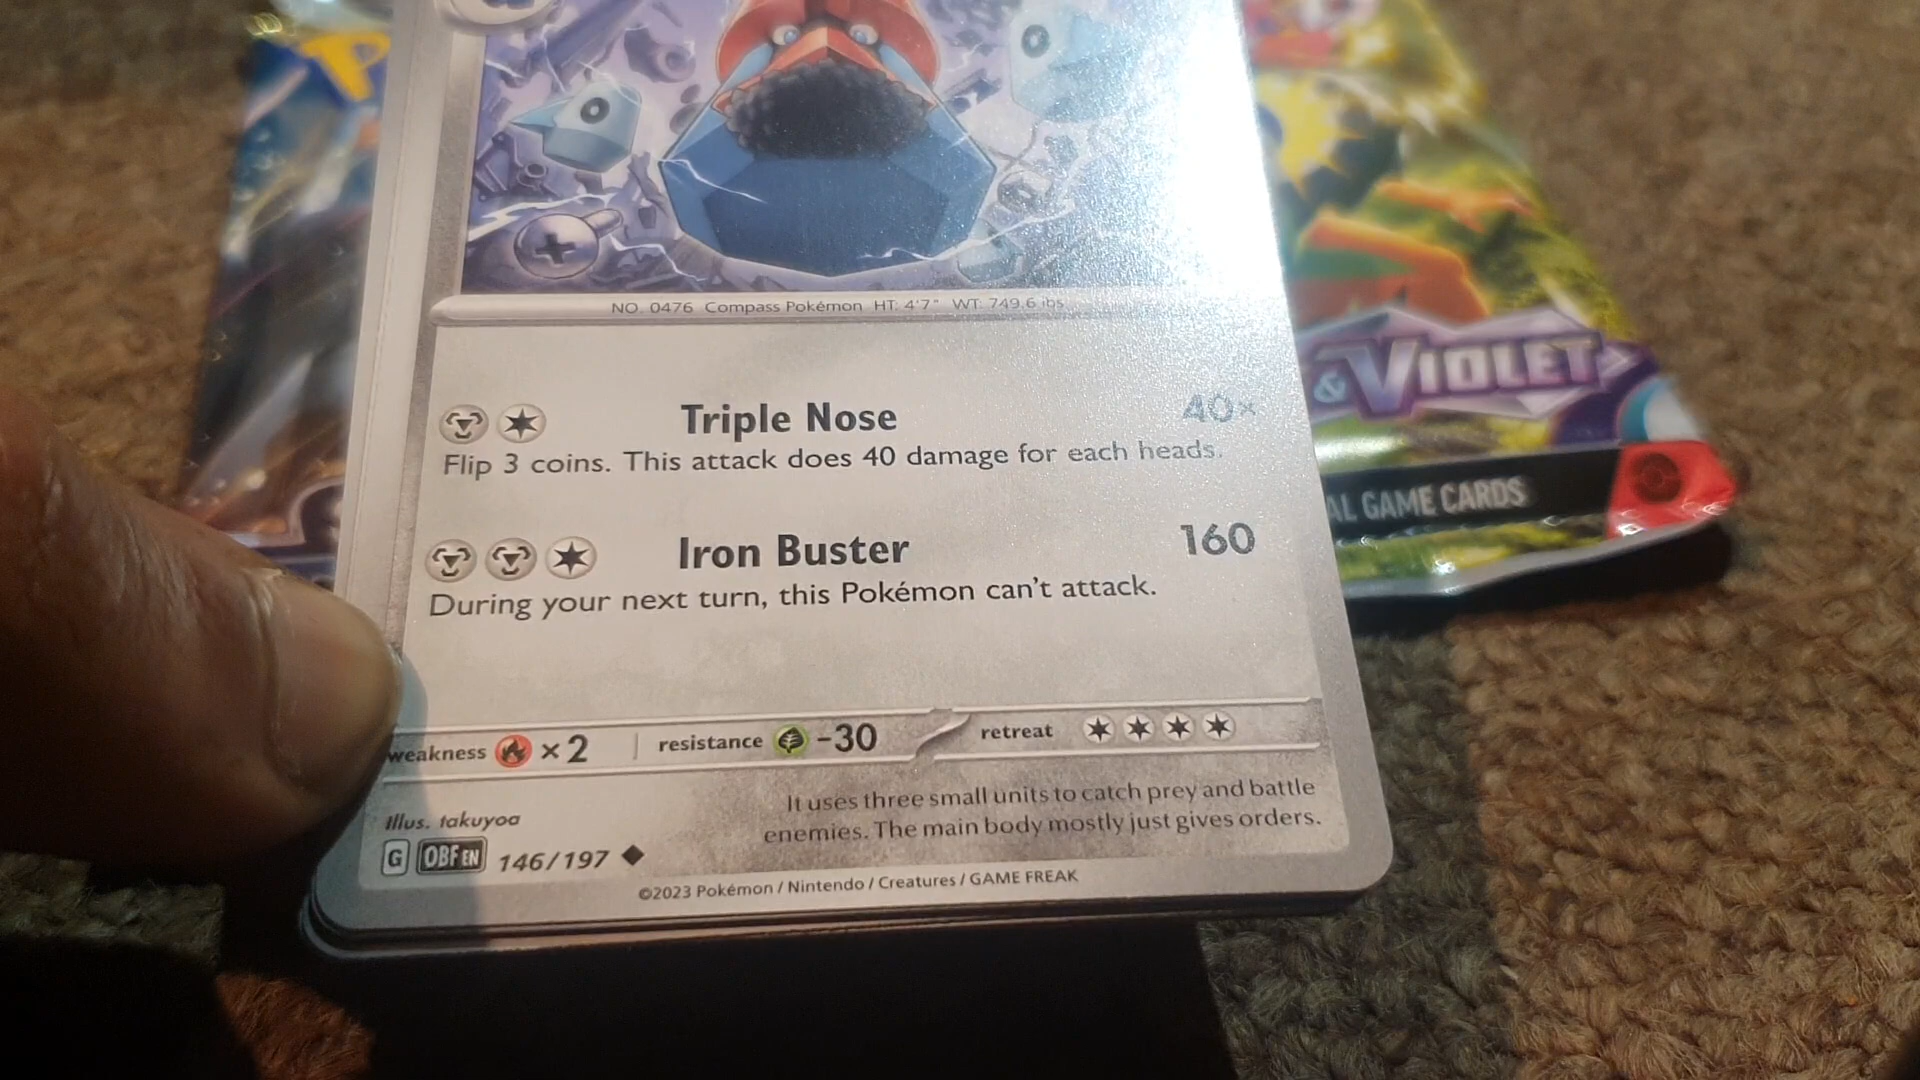 NO. 0476 Compass Pokémon HT: 4'7" WT: 749.6 lbs.
Triple Nose 40×
Flip 3 coins. This attack does 40 damage for each heads.
Iron Buster 160
During your next turn, this Pokémon can't attack.
weakness ×2 resistance -30 retreat
It uses three small units to catch prey and battle
enemies. The main body mostly just gives orders.
Illus. takuyoa
G OBF EN 146/197
©2023 Pokémon / Nintendo / Creatures / GAME FREAK
P
& VIOLET
AL GAME CARDS